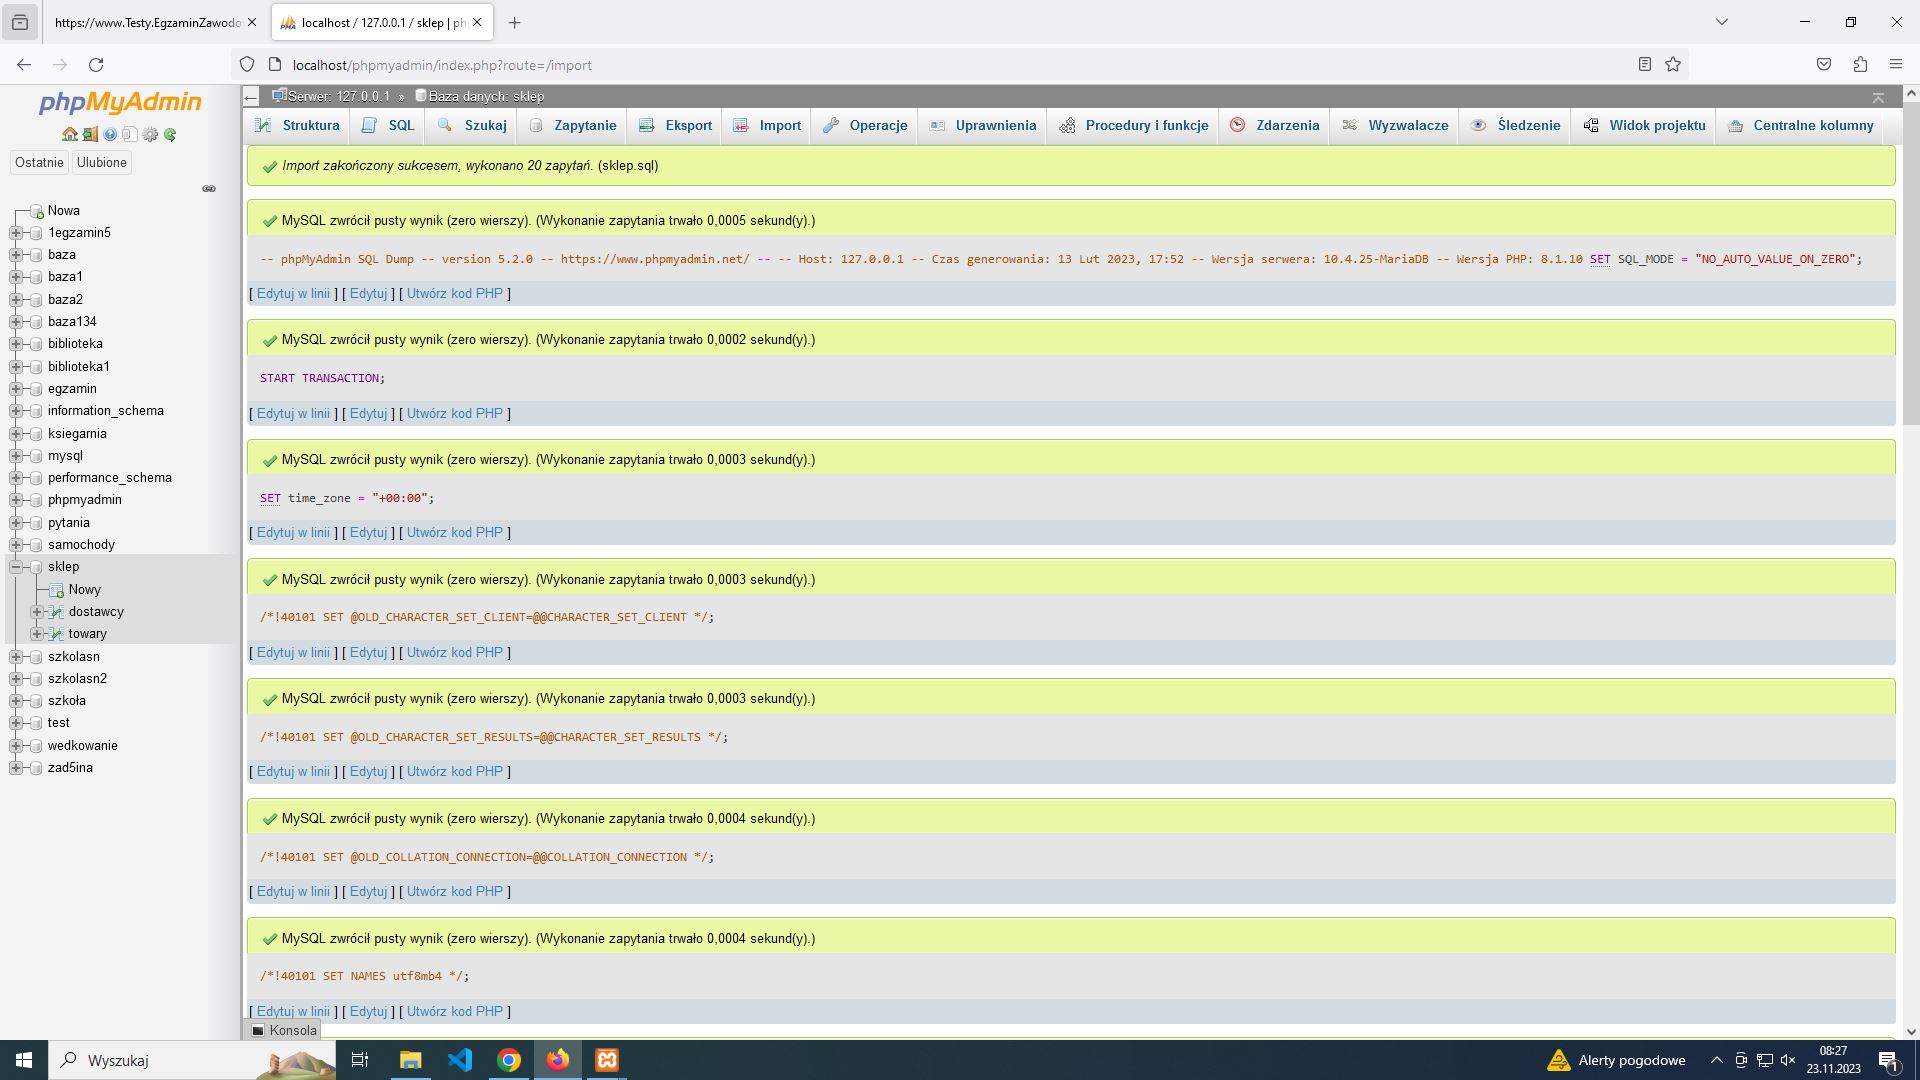 https://www.Testy.EgzaminZawodo
localhost / 127.0.0.1 / sklep | ph
localhost/phpmyadmin/index.php?route=/import
phpMyAdmin
Ostatnie
Ulubione
Nowa
1egzamin5
baza
baza1
baza2
baza134
biblioteka
biblioteka1
egzamin
information_schema
ksiegarnia
mysql
performance_schema
phpmyadmin
pytania
samochody
sklep
Nowy
dostawcy
towary
szkolasn
szkolasn2
szkoła
test
wedkowanie
zad5ina
Serwer: 127.0.0.1 » Baza danych: sklep
Struktura SQL Szukaj Zapytanie Eksport Import Operacje Uprawnienia Procedury i funkcje Zdarzenia Wyzwalacze Śledzenie Widok projektu Centralne kolumny
Import zakończony sukcesem, wykonano 20 zapytań. (sklep.sql)
MySQL zwrócił pusty wynik (zero wierszy). (Wykonanie zapytania trwało 0,0005 sekund(y).)
-- phpMyAdmin SQL Dump -- version 5.2.0 -- https://www.phpmyadmin.net/ -- -- Host: 127.0.0.1 -- Czas generowania: 13 Lut 2023, 17:52 -- Wersja serwera: 10.4.25-MariaDB -- Wersja PHP: 8.1.10 SET SQL_MODE = "NO_AUTO_VALUE_ON_ZERO";
[ Edytuj w linii ] [ Edytuj ] [ Utwórz kod PHP ]
MySQL zwrócił pusty wynik (zero wierszy). (Wykonanie zapytania trwało 0,0002 sekund(y).)
START TRANSACTION;
[ Edytuj w linii ] [ Edytuj ] [ Utwórz kod PHP ]
MySQL zwrócił pusty wynik (zero wierszy). (Wykonanie zapytania trwało 0,0003 sekund(y).)
SET time_zone = "+00:00";
[ Edytuj w linii ] [ Edytuj ] [ Utwórz kod PHP ]
MySQL zwrócił pusty wynik (zero wierszy). (Wykonanie zapytania trwało 0,0003 sekund(y).)
/*!40101 SET @OLD_CHARACTER_SET_CLIENT=@@CHARACTER_SET_CLIENT */;
[ Edytuj w linii ] [ Edytuj ] [ Utwórz kod PHP ]
MySQL zwrócił pusty wynik (zero wierszy). (Wykonanie zapytania trwało 0,0003 sekund(y).)
/*!40101 SET @OLD_CHARACTER_SET_RESULTS=@@CHARACTER_SET_RESULTS */;
[ Edytuj w linii ] [ Edytuj ] [ Utwórz kod PHP ]
MySQL zwrócił pusty wynik (zero wierszy). (Wykonanie zapytania trwało 0,0004 sekund(y).)
/*!40101 SET @OLD_COLLATION_CONNECTION=@@COLLATION_CONNECTION */;
[ Edytuj w linii ] [ Edytuj ] [ Utwórz kod PHP ]
MySQL zwrócił pusty wynik (zero wierszy). (Wykonanie zapytania trwało 0,0004 sekund(y).)
/*!40101 SET NAMES utf8mb4 */;
[ Edytuj w linii ] [ Edytuj ] [ Utwórz kod PHP ]
Konsola
Wyszukaj
Alerty pogodowe
08:27
23.11.2023
1